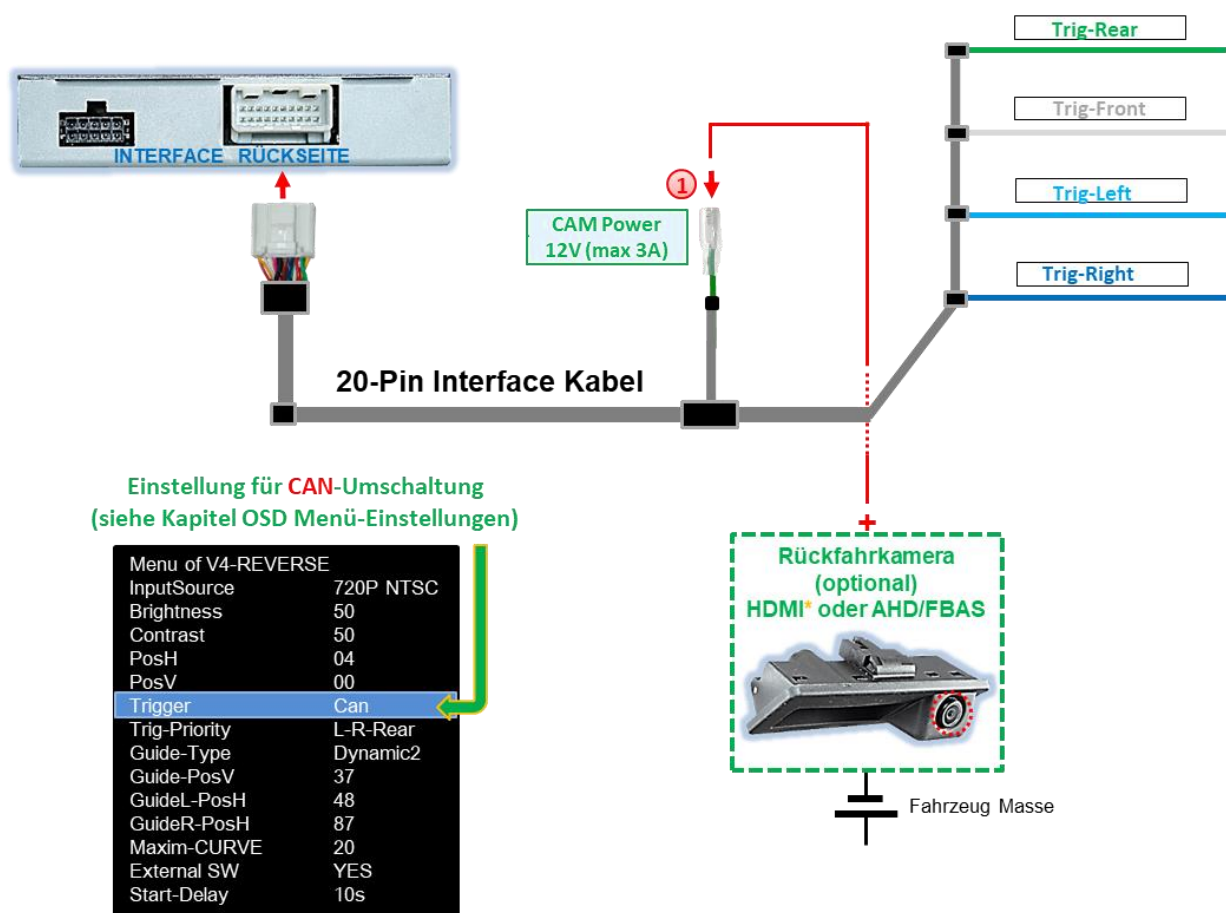 Trig-Rear
Trig-Front
Trig-Left
Trig-Right
INTERFACE RÜCKSEITE
1
CAM Power
12V (max 3A)
20-Pin Interface Kabel
Einstellung für CAN-Umschaltung
(siehe Kapitel OSD Menü-Einstellungen)
Menu of V4-REVERSE
InputSource 720P NTSC
Brightness 50
Contrast 50
PosH 04
PosV 00
Trigger Can
Trig-Priority L-R-Rear
Guide-Type Dynamic2
Guide-PosV 37
GuideL-PosH 48
GuideR-PosH 87
Maxim-CURVE 20
External SW YES
Start-Delay 10s
+
Rückfahrkamera
(optional)
HDMI* oder AHD/FBAS
Fahrzeug Masse